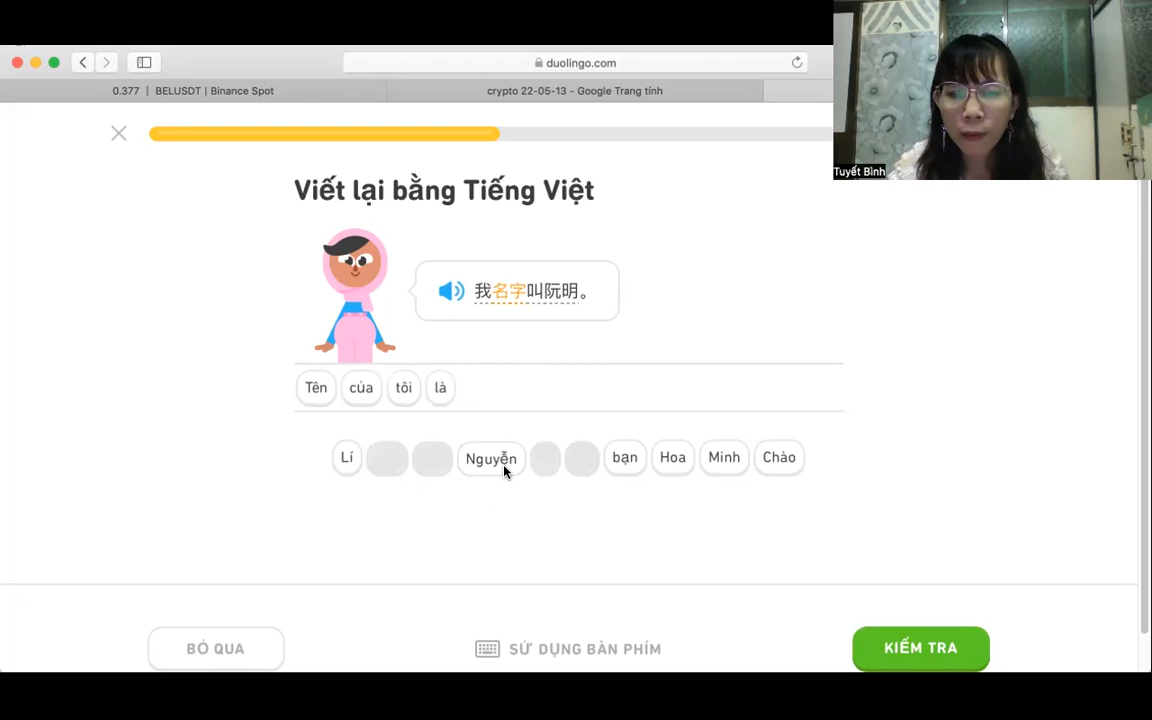 duolingo.com
0.377 | BELUSDT | Binance Spot
crypto 22-05-13 - Google Trang tính
Tuyết Bình
Viết lại bằng Tiếng Việt
我名字叫阮明。
Tên của tôi là
Lí Nguyễn bạn Hoa Minh Chào
BỎ QUA
SỬ DỤNG BÀN PHÍM
KIỂM TRA